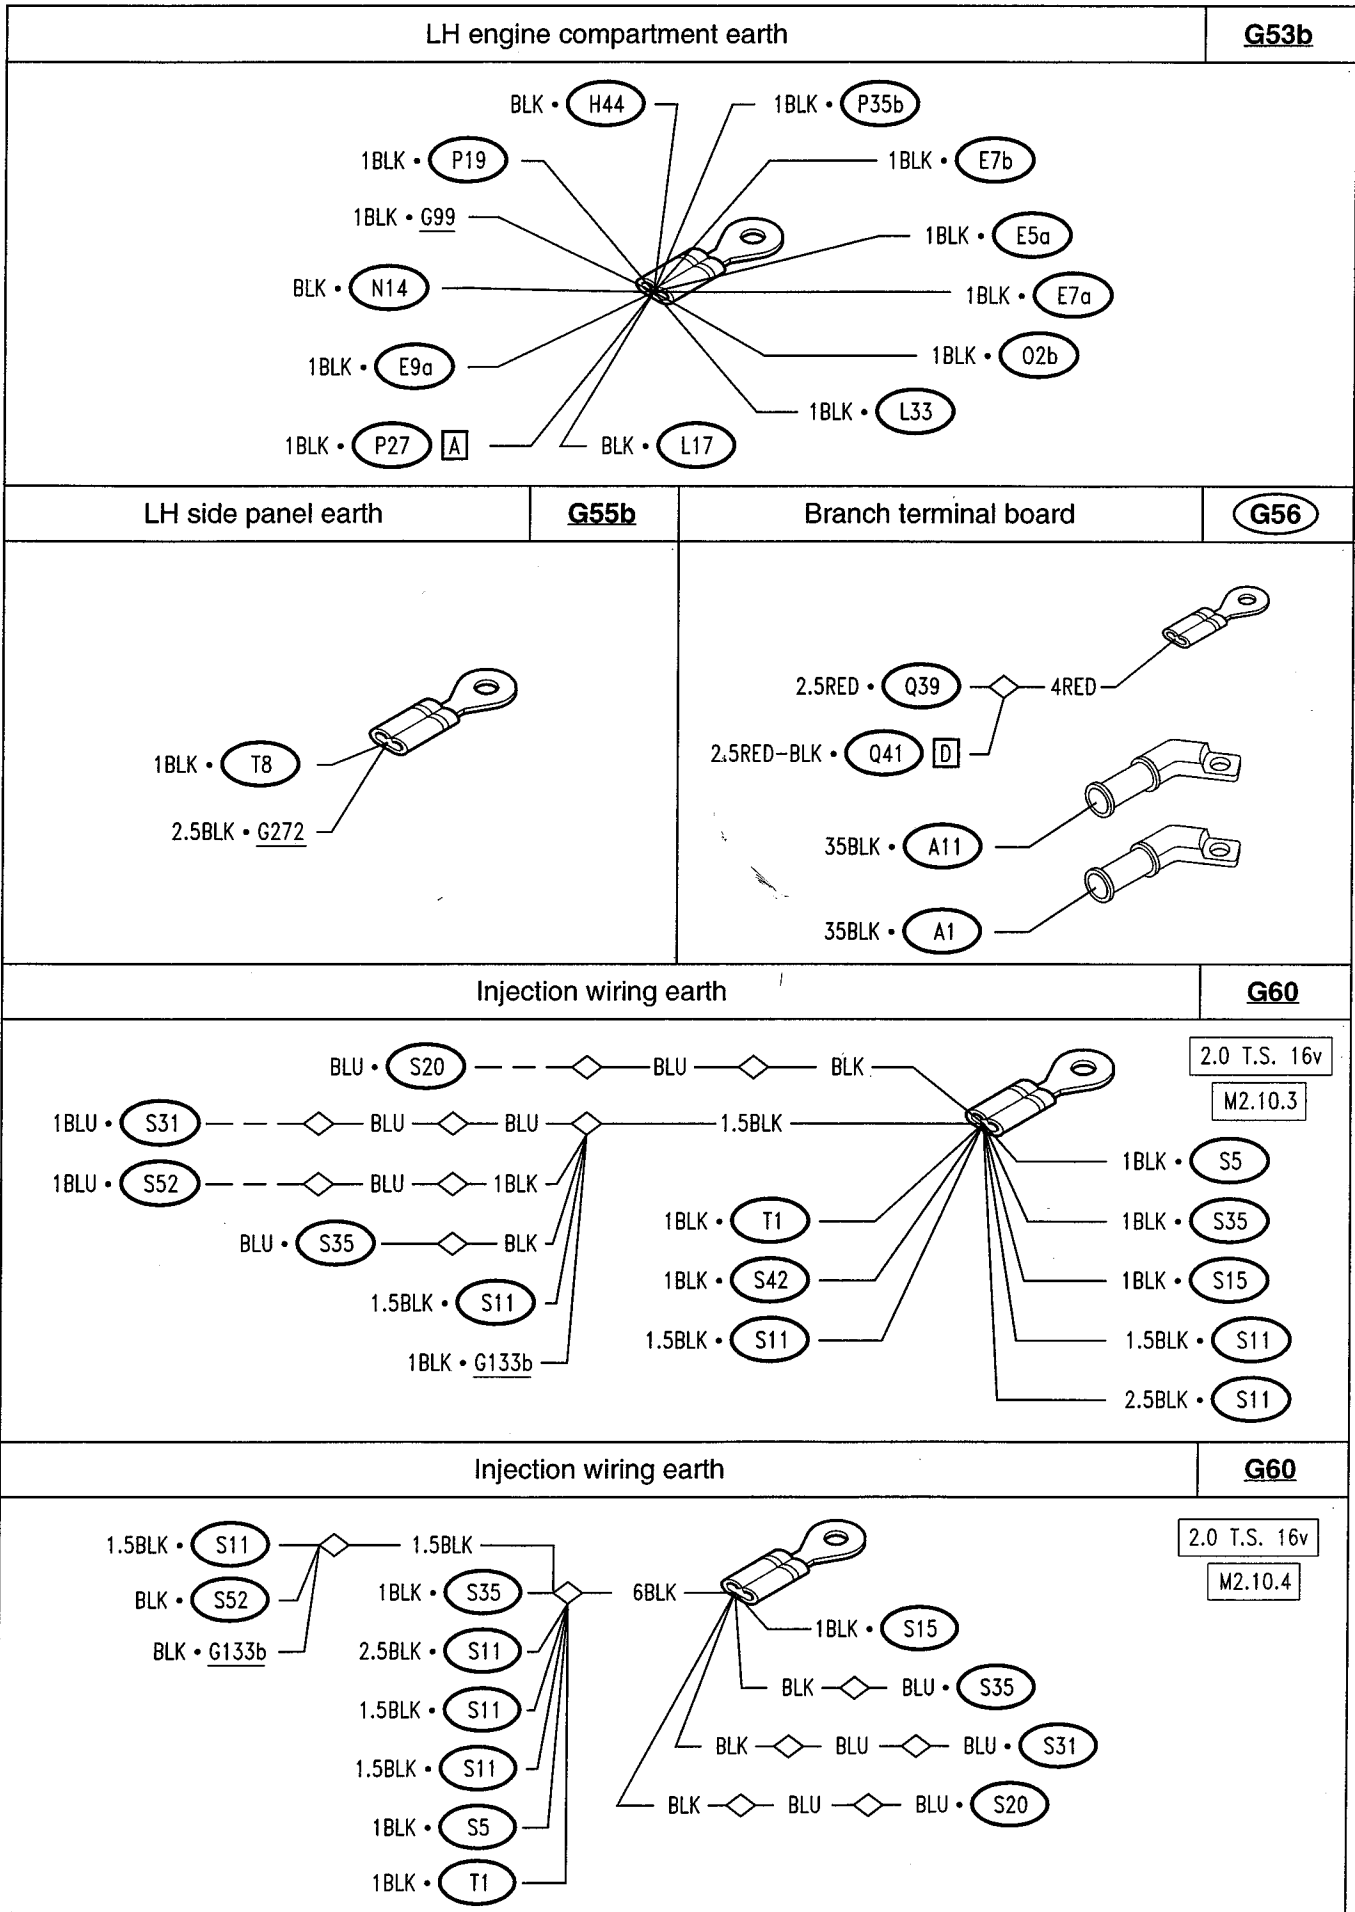 LH engine compartment earth G53b
BLK • H44
1BLK • P35b
1BLK • P19
1BLK • E7b
1BLK • G99
1BLK • E5a
BLK • N14
1BLK • E7a
1BLK • E9a
1BLK • O2b
1BLK • L33
1BLK • P27 A
BLK • L17
LH side panel earth G55b
1BLK • T8
2.5BLK • G272
Branch terminal board G56
2.5RED • Q39 4RED
2.5RED-BLK • Q41 D
35BLK • A11
35BLK • A1
Injection wiring earth G60
2.0 T.S. 16v
M2.10.3
BLU • S20 BLU BLK
1BLU • S31 BLU BLU 1.5BLK
1BLU • S52 BLU 1BLK
BLU • S35 BLK
1.5BLK • S11
1BLK • G133b
1BLK • T1
1BLK • S42
1.5BLK • S11
1BLK • S5
1BLK • S35
1BLK • S15
1.5BLK • S11
2.5BLK • S11
Injection wiring earth G60
2.0 T.S. 16v
M2.10.4
1.5BLK • S11 1.5BLK
BLK • S52
BLK • G133b
1BLK • S35 6BLK
2.5BLK • S11
1.5BLK • S11
1.5BLK • S11
1BLK • S5
1BLK • T1
1BLK • S15
BLK BLU • S35
BLK BLU BLU • S31
BLK BLU BLU • S20